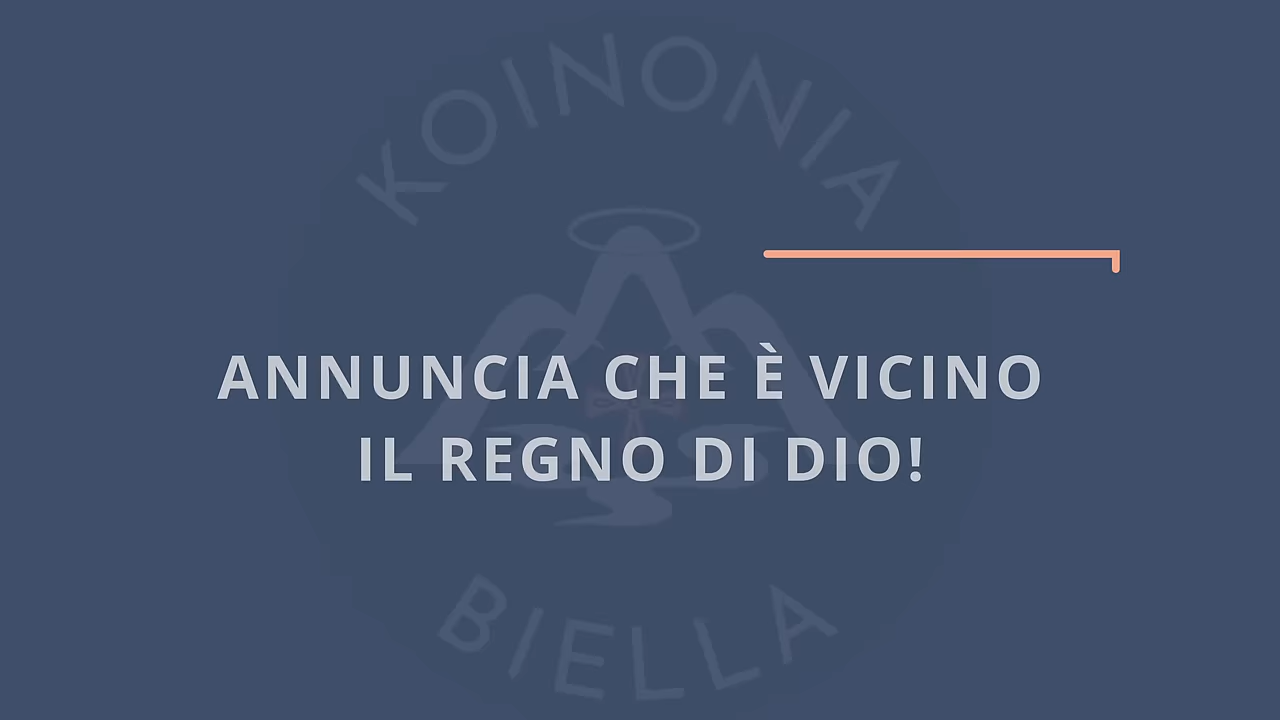 KOINONIA
ANNUNCIA CHE È VICINO
IL REGNO DI DIO!
BIELLA